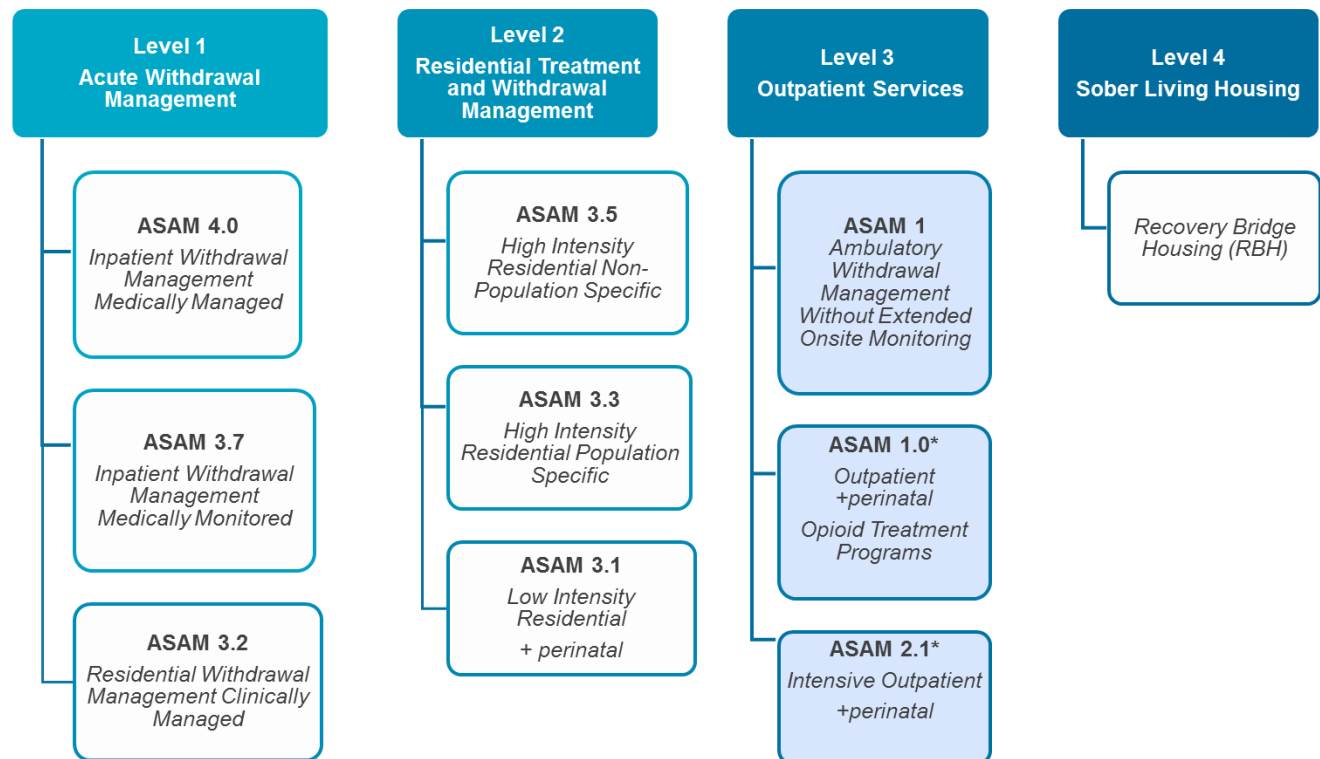 Level 1
Acute Withdrawal
Management
ASAM 4.0
Inpatient Withdrawal
Management
Medically Managed
ASAM 3.7
Inpatient Withdrawal
Management
Medically Monitored
ASAM 3.2
Residential Withdrawal
Management Clinically
Managed
Level 2
Residential Treatment
and Withdrawal
Management
ASAM 3.5
High Intensity
Residential Non-
Population Specific
ASAM 3.3
High Intensity
Residential Population
Specific
ASAM 3.1
Low Intensity
Residential
+ perinatal
Level 3
Outpatient Services
ASAM 1
Ambulatory
Withdrawal
Management
Without Extended
Onsite Monitoring
ASAM 1.0*
Outpatient
+perinatal
Opioid Treatment
Programs
ASAM 2.1*
Intensive Outpatient
+perinatal
Level 4
Sober Living Housing
Recovery Bridge
Housing (RBH)